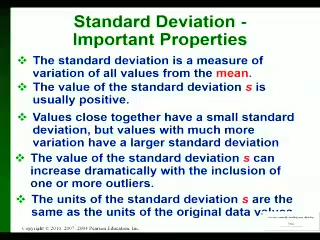 Standard Deviation -
Important Properties
❖ The standard deviation is a measure of
variation of all values from the mean.
❖ The value of the standard deviation s is
usually positive.
❖ Values close together have a small standard
deviation, but values with much more
variation have a larger standard deviation
❖ The value of the standard deviation s can
increase dramatically with the inclusion of
one or more outliers.
❖ The units of the standard deviation s are the
same as the units of the original data values
Copyright © 2010, 2007, 2004 Pearson Education, Inc.